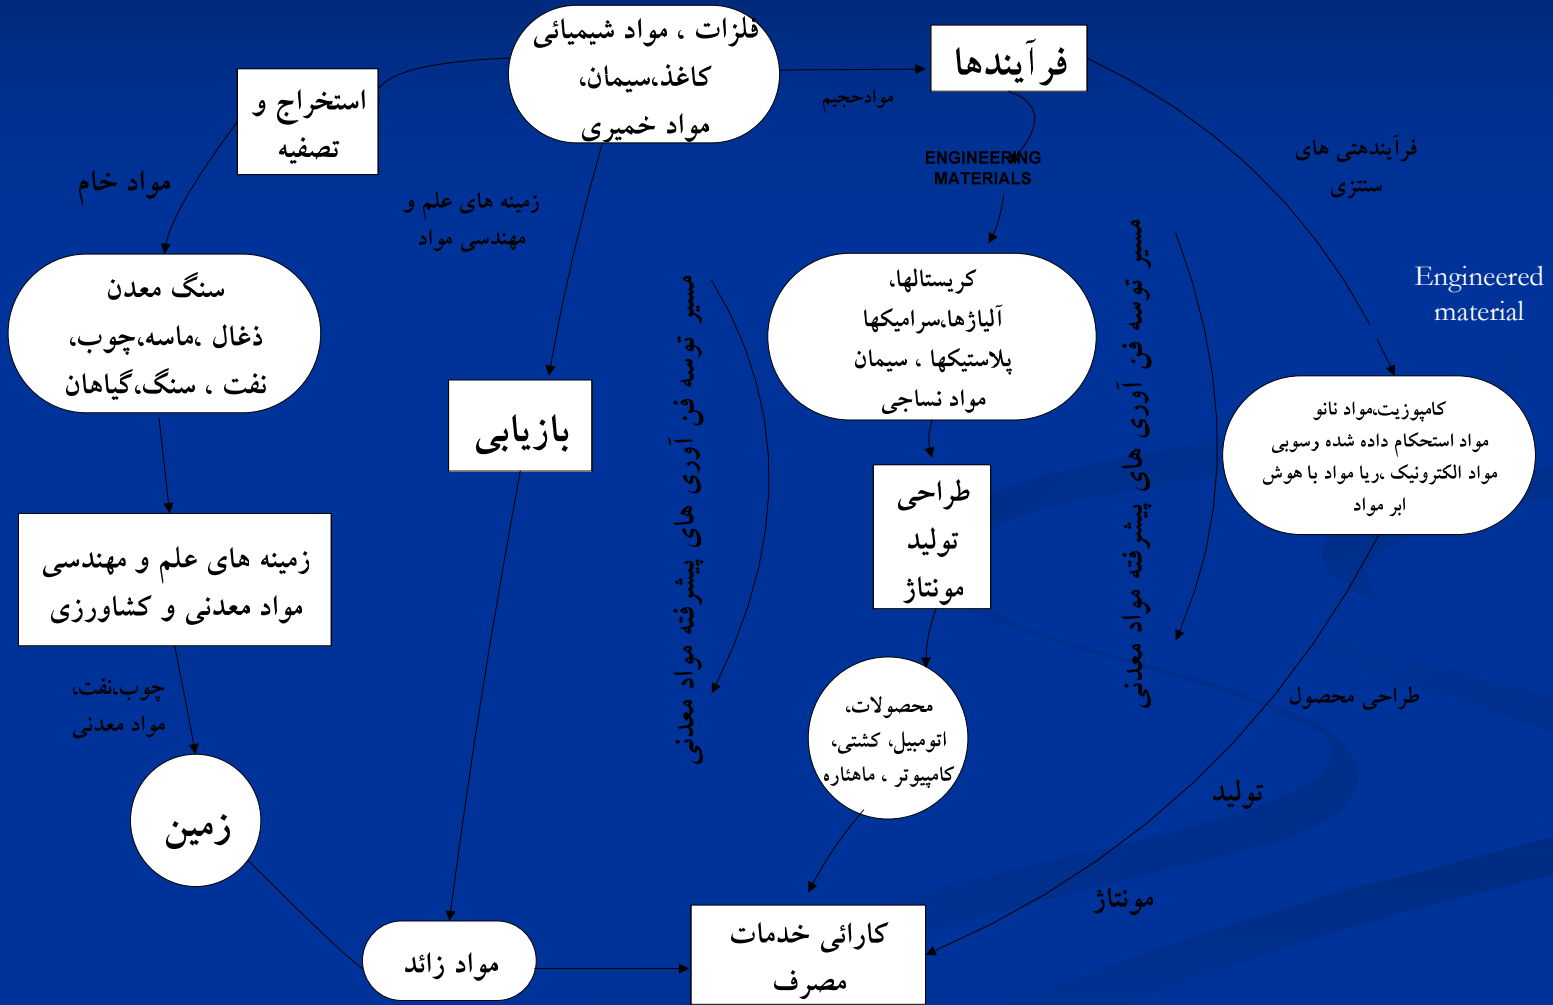 فلزات ، مواد شیمیائی
کاغذ،سیمان،
مواد خمیری
فرآیندها
موادحجیم
استخراج و
تصفیه
مواد خام
زمینه های علم و
مهندسی مواد
ENGINEERING
MATERIALS
فرآیندهتی های
سنتزی
Engineered
material
سنگ معدن
ذغال ،ماسه،چوب،
نفت ، سنگ،گیاهان
کریستالها،
آلیاژها،سرامیکها
پلاستیکها ، سیمان
مواد نساجی
مسیر توسه فن آوری های پیشرفته مواد معدنی
مسیر توسه فن آوری های پیشرفته مواد معدنی
کامپوزیت،مواد نانو
مواد استحکام داده شده رسوبی
مواد الکترونیک ،ریا مواد با هوش
ابر مواد
بازیابی
طراحی
تولید
مونتاژ
زمینه های علم و مهندسی
مواد معدنی و کشاورزی
چوب،نفت،
مواد معدنی
محصولات،
اتومبیل، کشتی،
کامپیوتر ، ماهئاره
طراحی محصول
تولید
مونتاژ
زمین
مواد زائد
کارائی خدمات
مصرف